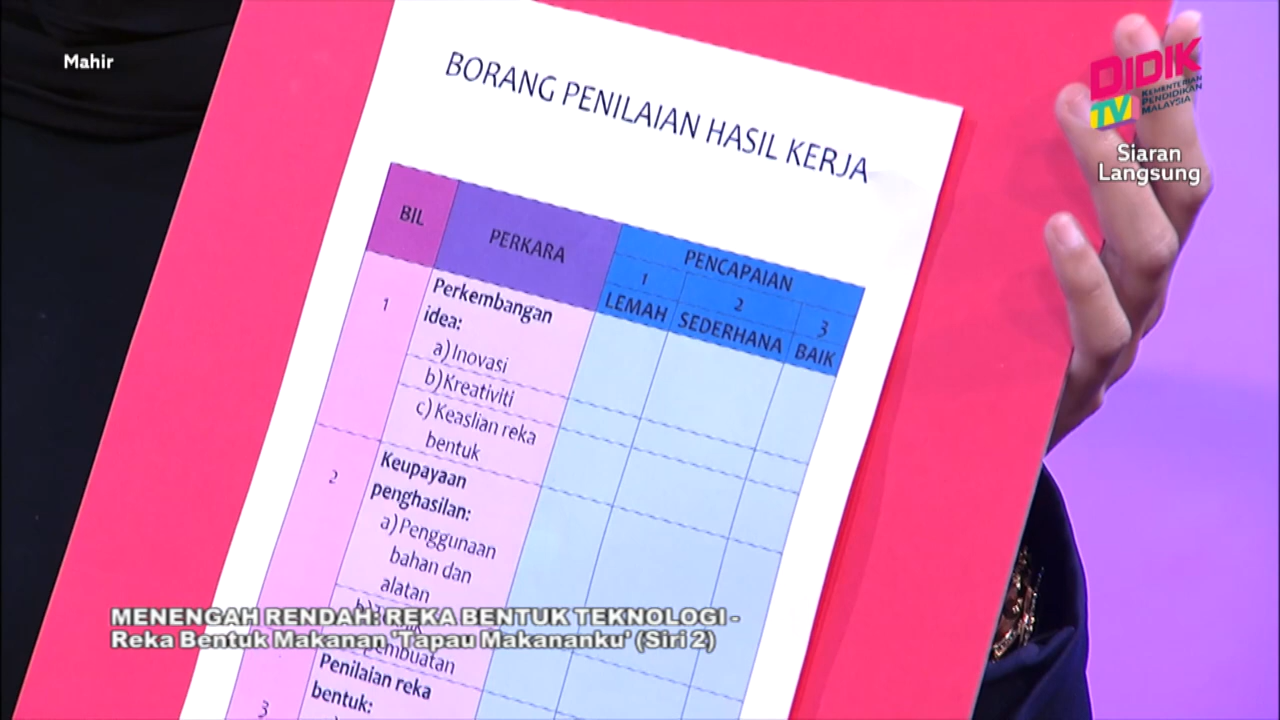 Mahir
DIDIK
TV
KEMENTERIAN
PENDIDIKAN
MALAYSIA
Siaran
Langsung
BORANG PENILAIAN HASIL KERJA
BIL
PERKARA
PENCAPAIAN
1
2
3
LEMAH
SEDERHANA
BAIK
1
Perkembangan
idea:
a) Inovasi
b) Kreativiti
c) Keaslian reka
bentuk
2
Keupayaan
penghasilan:
a) Penggunaan
bahan dan
alatan
pembuatan
3
Penilaian reka
bentuk:
MENENGAH RENDAH: REKA BENTUK TEKNOLOGI -
Reka Bentuk Makanan 'Tapau Makananku' (Siri 2)